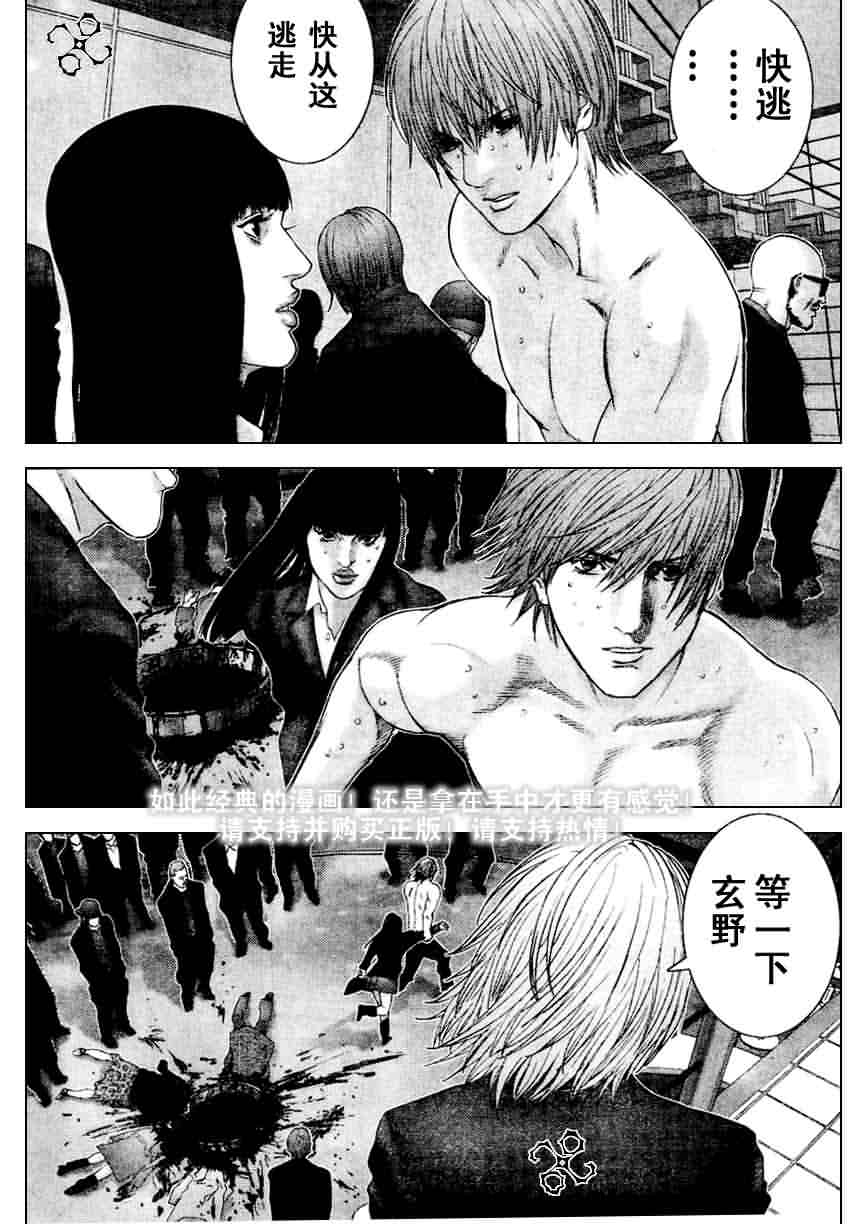 快逃
……
…
快从这
逃走
如此经典的漫画！还是拿在手中才更有感觉！
请支持并购买正版！请支持热情！
等一下
玄野